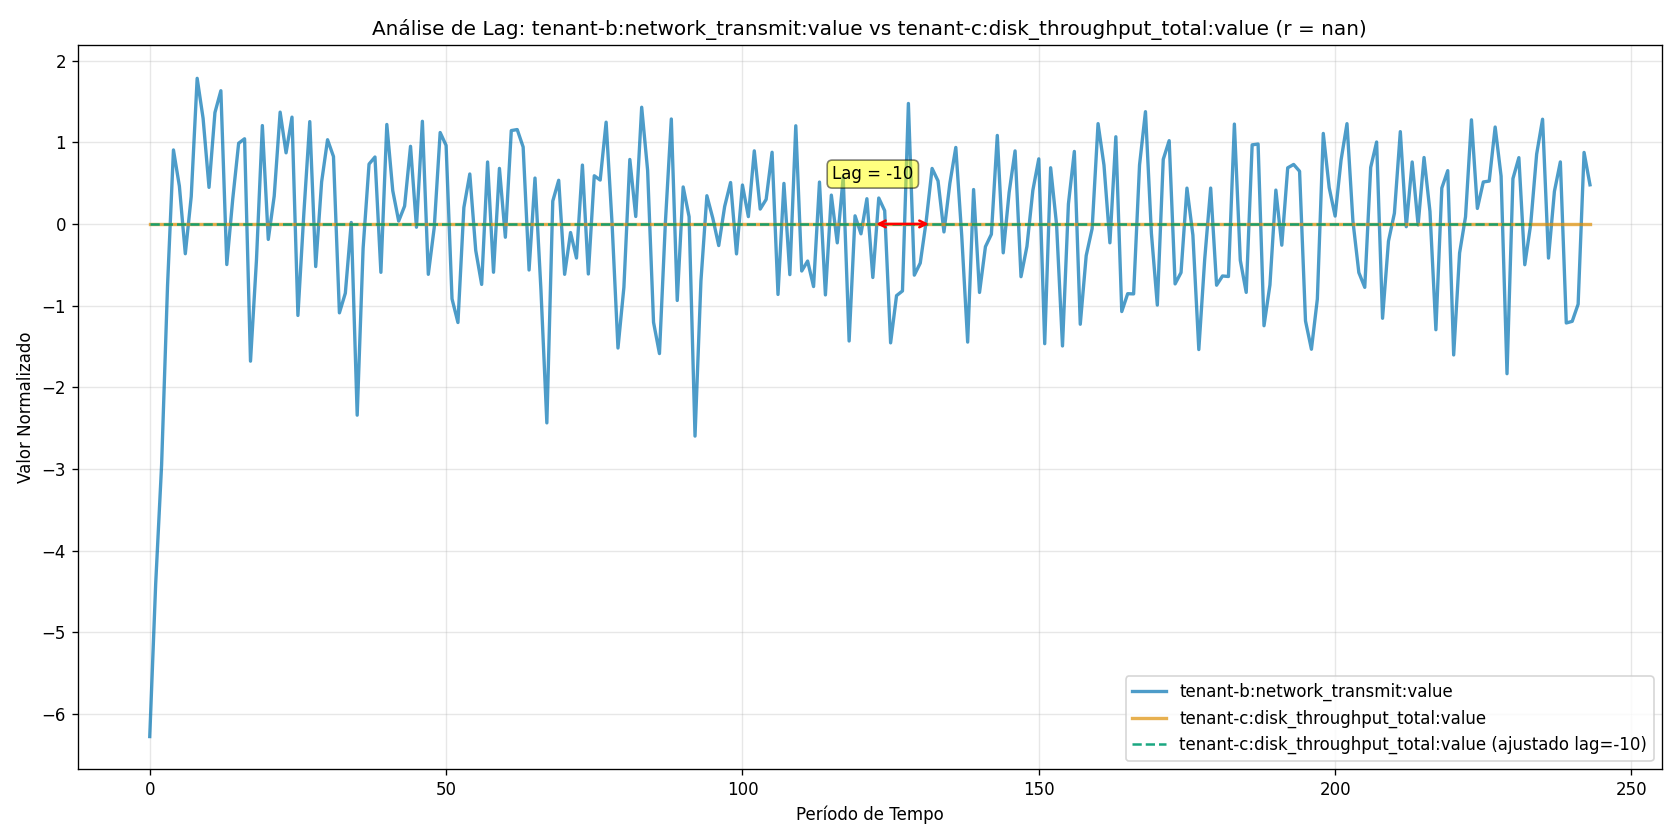 Análise de Lag: tenant-b:network_transmit:value vs tenant-c:disk_throughput_total:value (r = nan)
Valor Normalizado
2
1
0
−1
−2
−3
−4
−5
−6
Lag = -10
tenant-b:network_transmit:value
tenant-c:disk_throughput_total:value
tenant-c:disk_throughput_total:value (ajustado lag=-10)
0 50 100 150 200 250
Período de Tempo